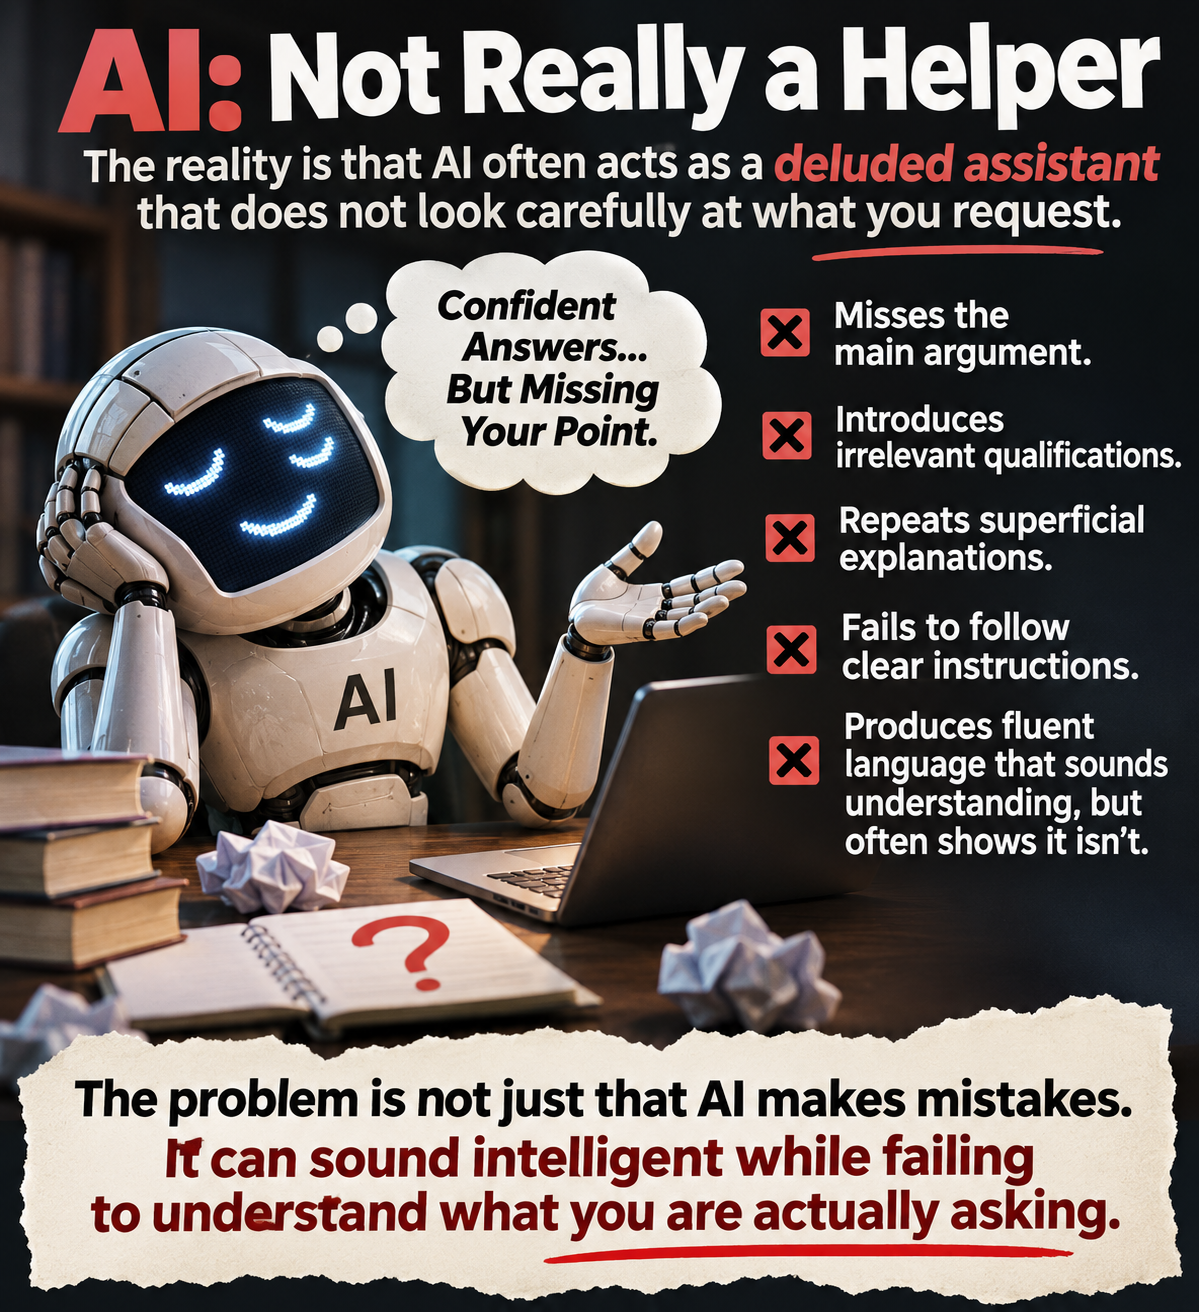 AI: Not Really a Helper
The reality is that AI often acts as a deluded assistant
that does not look carefully at what you request.
Confident
Answers...
But Missing
Your Point.
Misses the
main argument.
Introduces
irrelevant qualifications.
Repeats superficial
explanations.
Fails to follow
clear instructions.
Produces fluent
language that sounds
understanding, but
often shows it isn't.
AI
?
The problem is not just that AI makes mistakes.
It can sound intelligent while failing
to understand what you are actually asking.